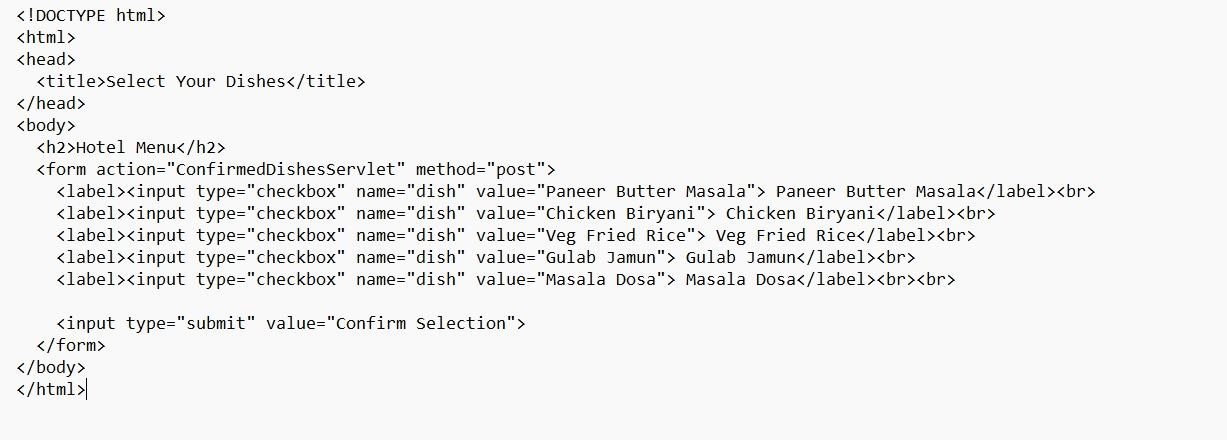 <!DOCTYPE html>
<html>
<head>
  <title>Select Your Dishes</title>
</head>
<body>
  <h2>Hotel Menu</h2>
  <form action="ConfirmedDishesServlet" method="post">
    <label><input type="checkbox" name="dish" value="Paneer Butter Masala"> Paneer Butter Masala</label><br>
    <label><input type="checkbox" name="dish" value="Chicken Biryani"> Chicken Biryani</label><br>
    <label><input type="checkbox" name="dish" value="Veg Fried Rice"> Veg Fried Rice</label><br>
    <label><input type="checkbox" name="dish" value="Gulab Jamun"> Gulab Jamun</label><br>
    <label><input type="checkbox" name="dish" value="Masala Dosa"> Masala Dosa</label><br><br>

    <input type="submit" value="Confirm Selection">
  </form>
</body>
</html>